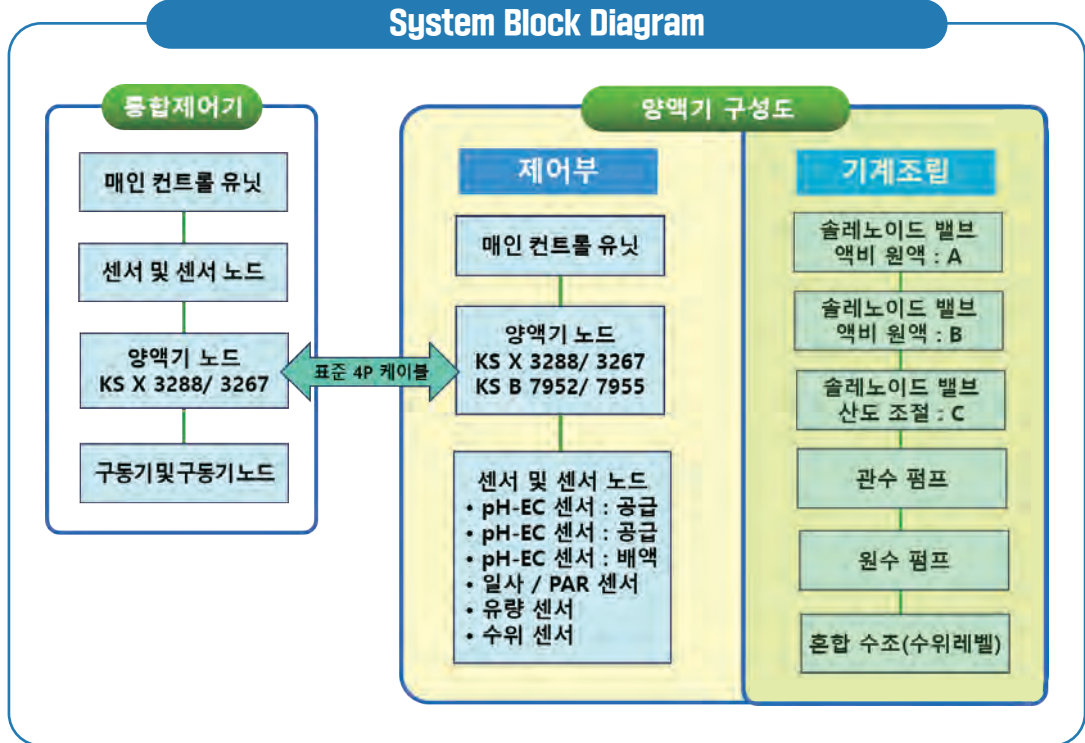 System Block Diagram
통합제어기
매인 컨트롤 유닛
센서 및 센서 노드
양액기 노드
KS X 3288/ 3267
구동기및구동기노드
표준 4P 케이블
양액기 구성도
제어부
매인 컨트롤 유닛
양액기 노드
KS X 3288/ 3267
KS B 7952/ 7955
센서 및 센서 노드
• pH-EC 센서 : 공급
• pH-EC 센서 : 공급
• pH-EC 센서 : 배액
• 일사 / PAR 센서
• 유량 센서
• 수위 센서
기계조립
솔레노이드 밸브
액비 원액 : A
솔레노이드 밸브
액비 원액 : B
솔레노이드 밸브
산도 조절 : C
관수 펌프
원수 펌프
혼합 수조(수위레벨)